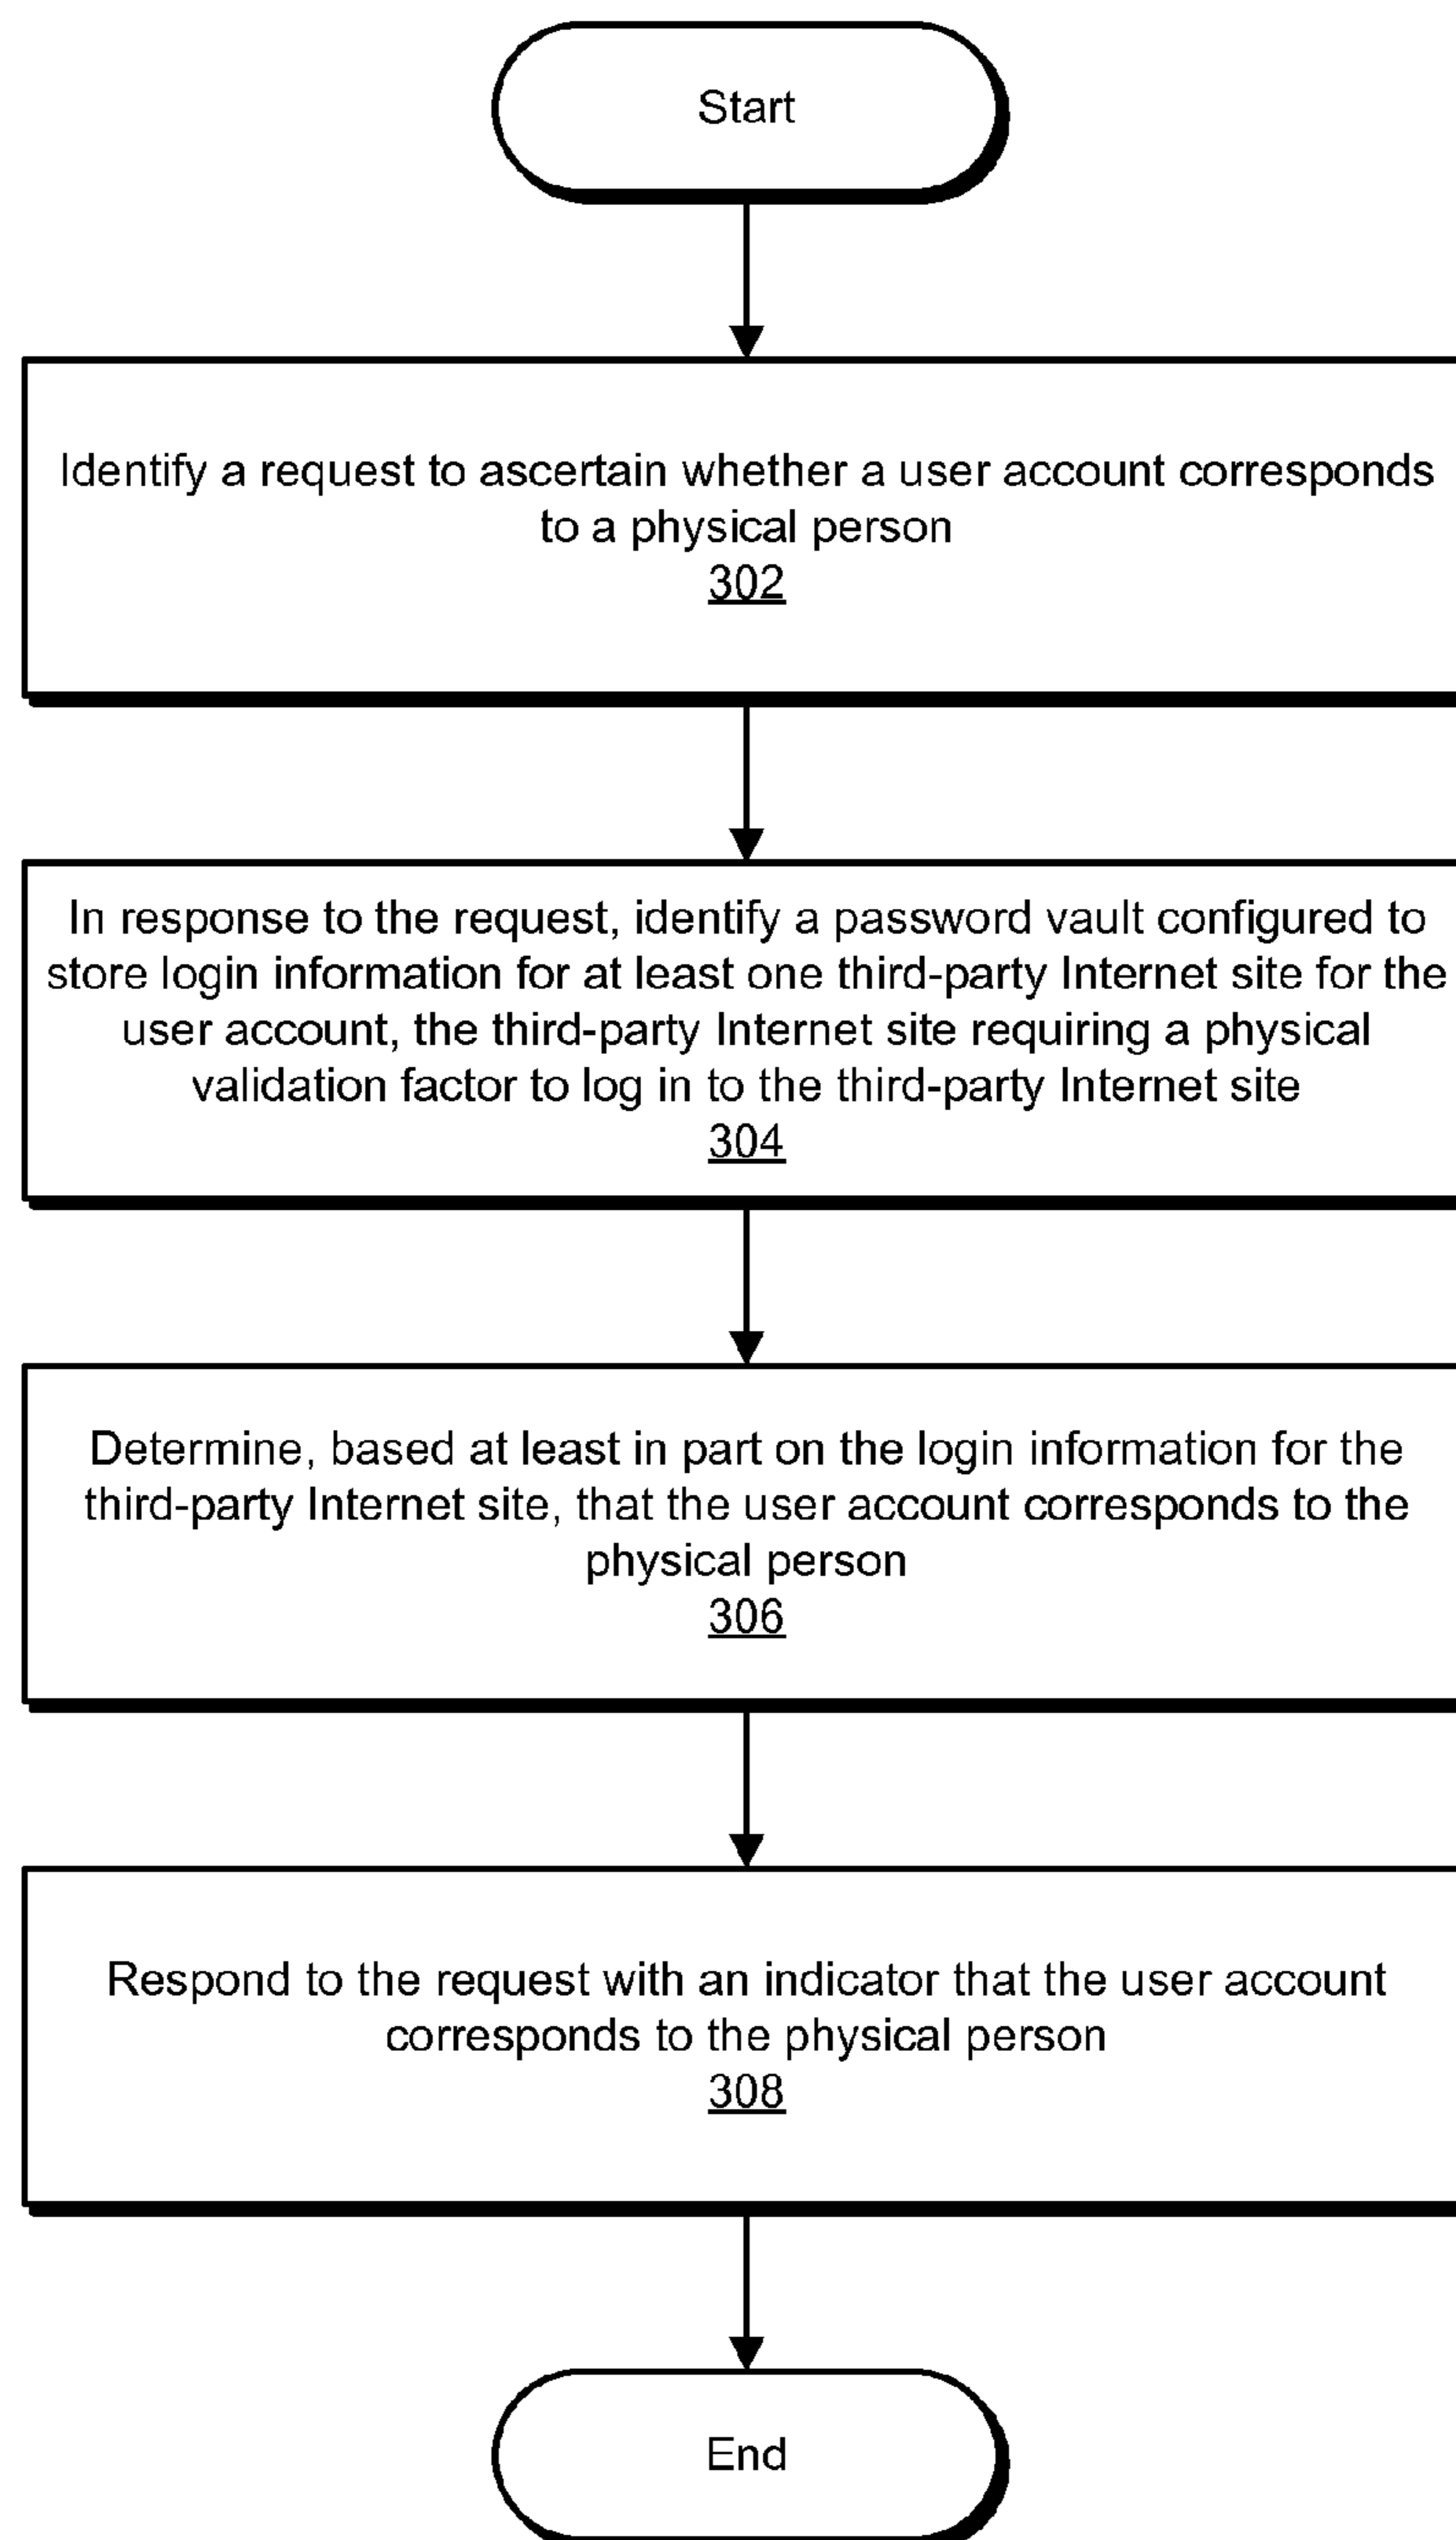 Start
Identify a request to ascertain whether a user account corresponds
to a physical person
302
In response to the request, identify a password vault configured to
store login information for at least one third-party Internet site for the
user account, the third-party Internet site requiring a physical
validation factor to log in to the third-party Internet site
304
Determine, based at least in part on the login information for the
third-party Internet site, that the user account corresponds to the
physical person
306
Respond to the request with an indicator that the user account
corresponds to the physical person
308
End